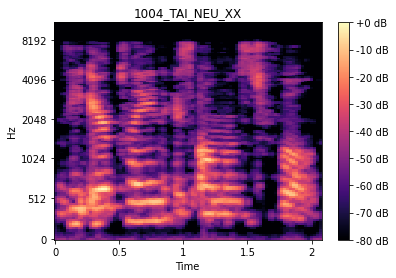 1004_TAI_NEU_XX
Hz
8192
4096
2048
1024
512
0
0
0.5
1
1.5
2
Time
+0 dB
-10 dB
-20 dB
-30 dB
-40 dB
-50 dB
-60 dB
-70 dB
-80 dB